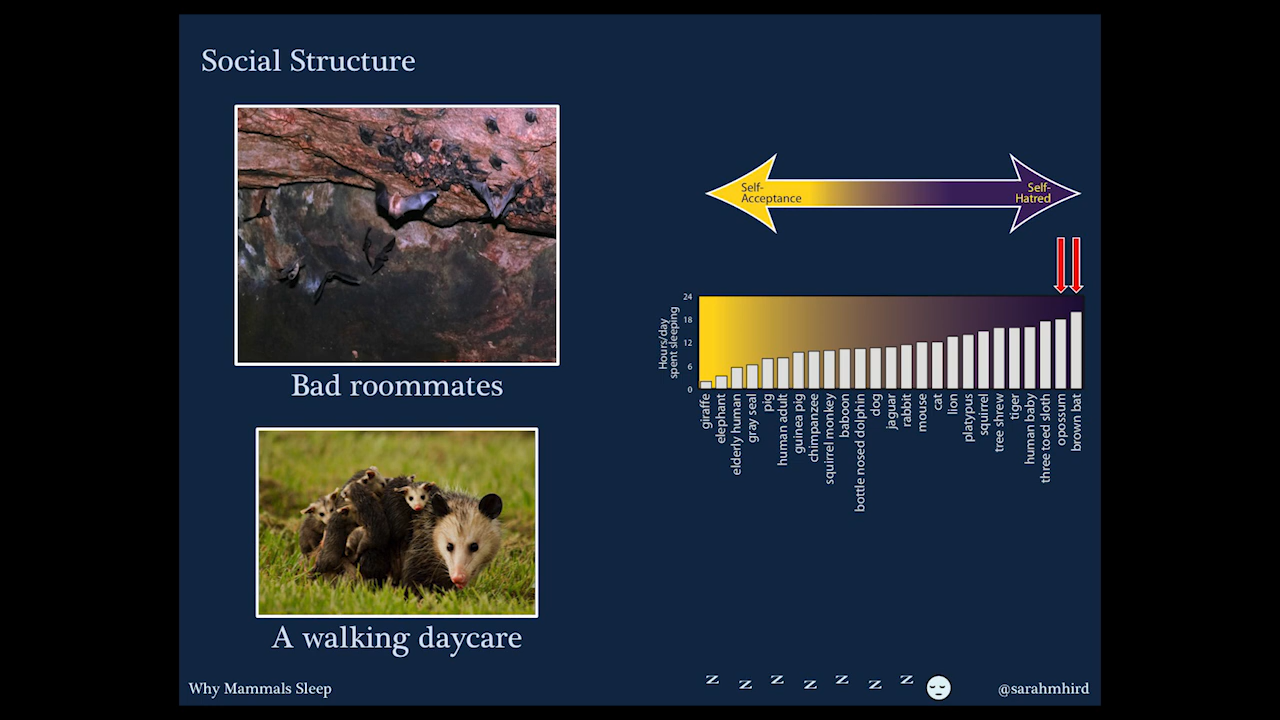 Social Structure
Bad roommates
A walking daycare
Self-
Acceptance
Self-
Hatred
Hours/day
spent sleeping
24
18
12
6
0
giraffe
elephant
elderly human
gray seal
pig
human adult
guinea pig
chimpanzee
squirrel monkey
baboon
bottle nosed dolphin
dog
jaguar
rabbit
mouse
cat
lion
platypus
squirrel
tree shrew
tiger
human baby
three toed sloth
opossum
brown bat
Why Mammals Sleep
z z z z z z z
@sarahmhird